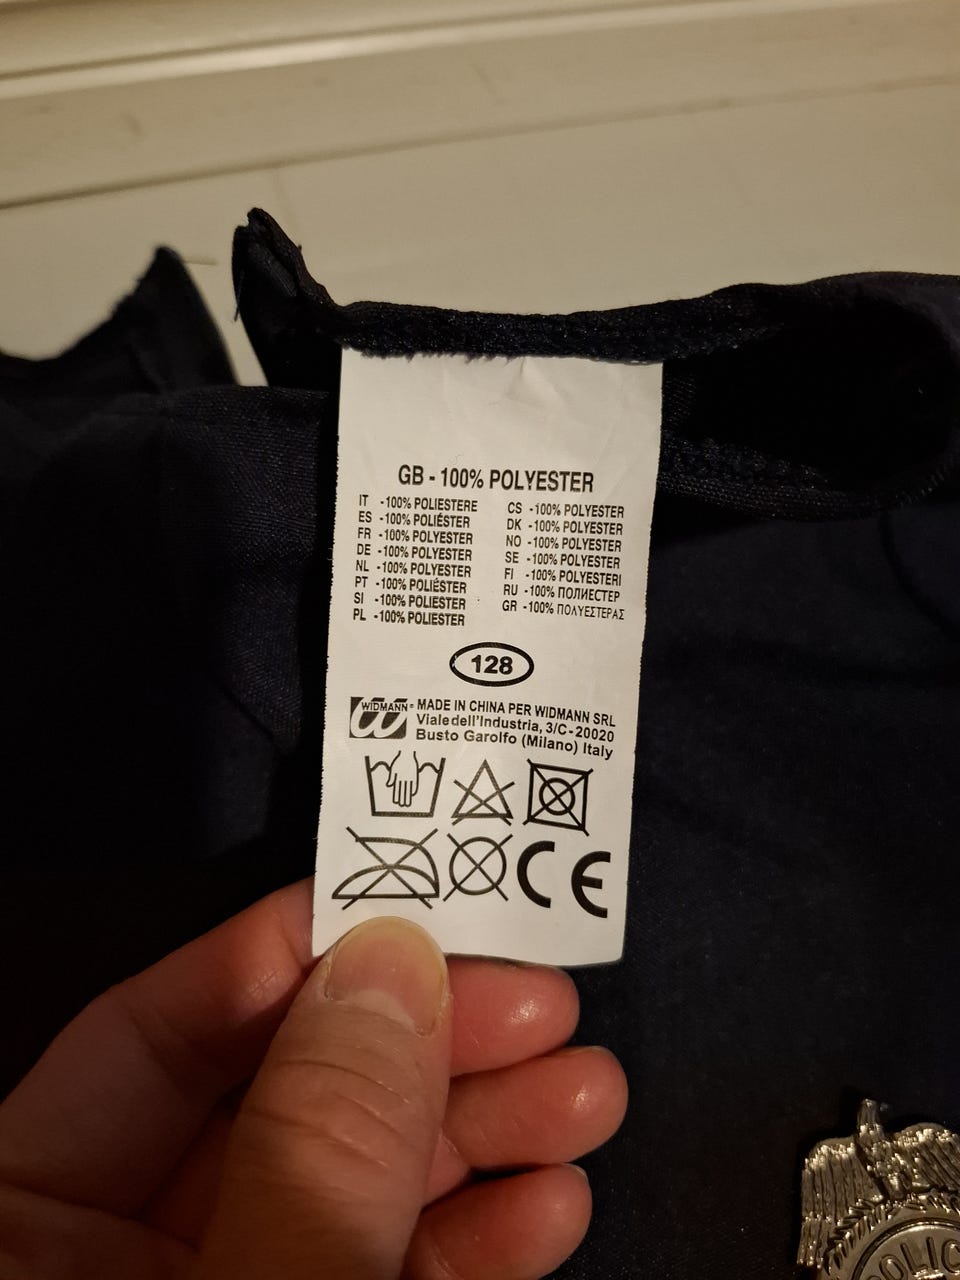 GB - 100% POLYESTER
IT -100% POLIESTERE
ES -100% POLIÉSTER
FR -100% POLYESTER
DE -100% POLYESTER
NL -100% POLYESTER
PT -100% POLIÉSTER
SI -100% POLIESTER
PL -100% POLIESTER
CS -100% POLYESTER
DK -100% POLYESTER
NO -100% POLYESTER
SE -100% POLYESTER
FI -100% POLYESTERI
RU -100% ПОЛИЕСТЕР
GR -100% ΠΟΛΥΕΣΤΕΡΑΣ
128
WIDMANN
MADE IN CHINA PER WIDMANN SRL
Vialedell'Industria, 3/C-20020
Busto Garolfo (Milano) Italy
CE